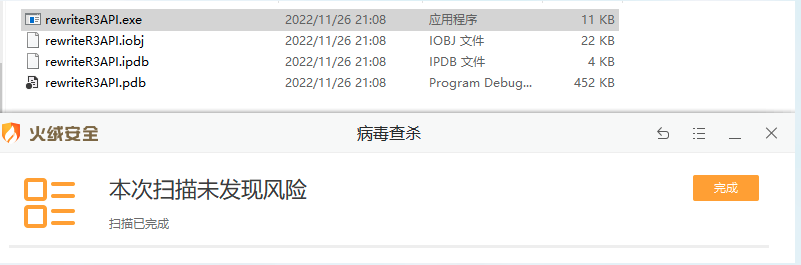 rewriteR3API.exe 2022/11/26 21:08 应用程序 11 KB
rewriteR3API.iobj 2022/11/26 21:08 IOBJ 文件 22 KB
rewriteR3API.ipdb 2022/11/26 21:08 IPDB 文件 4 KB
rewriteR3API.pdb 2022/11/26 21:08 Program Debug... 452 KB
火绒安全 病毒查杀
本次扫描未发现风险 完成
扫描已完成